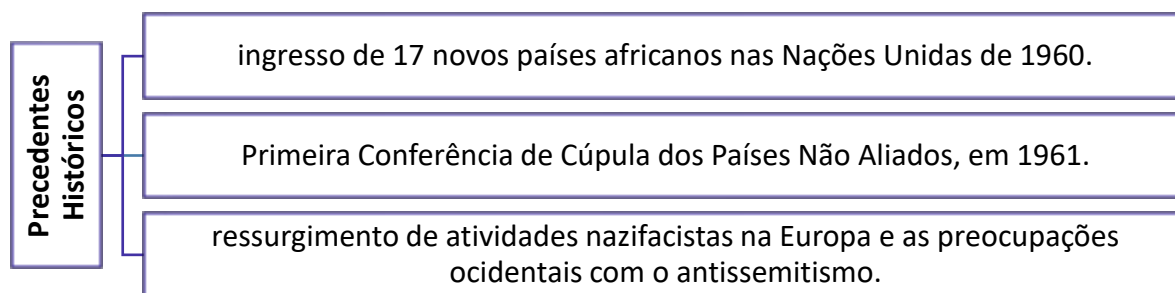 Precedentes
Históricos
ingresso de 17 novos países africanos nas Nações Unidas de 1960.
Primeira Conferência de Cúpula dos Países Não Aliados, em 1961.
ressurgimento de atividades nazifacistas na Europa e as preocupações
ocidentais com o antissemitismo.